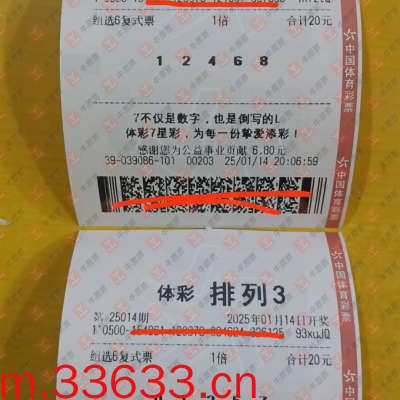 组选6复式票 1倍 合计20元
1 2 4 6 8
7不仅是数字，也是倒写的L
体彩7星彩，为每一份挚爱添彩！
感谢您为公益事业贡献 6.80元
39-039086-101 00203 25/01/14 20:06:59
中国体育彩票
中国体育彩票
体彩 排列3
第25014期 2025年01月14日开奖
93xuJQ
组选6复式票 1倍 合计20元
m.33633.cn
中国体育彩票